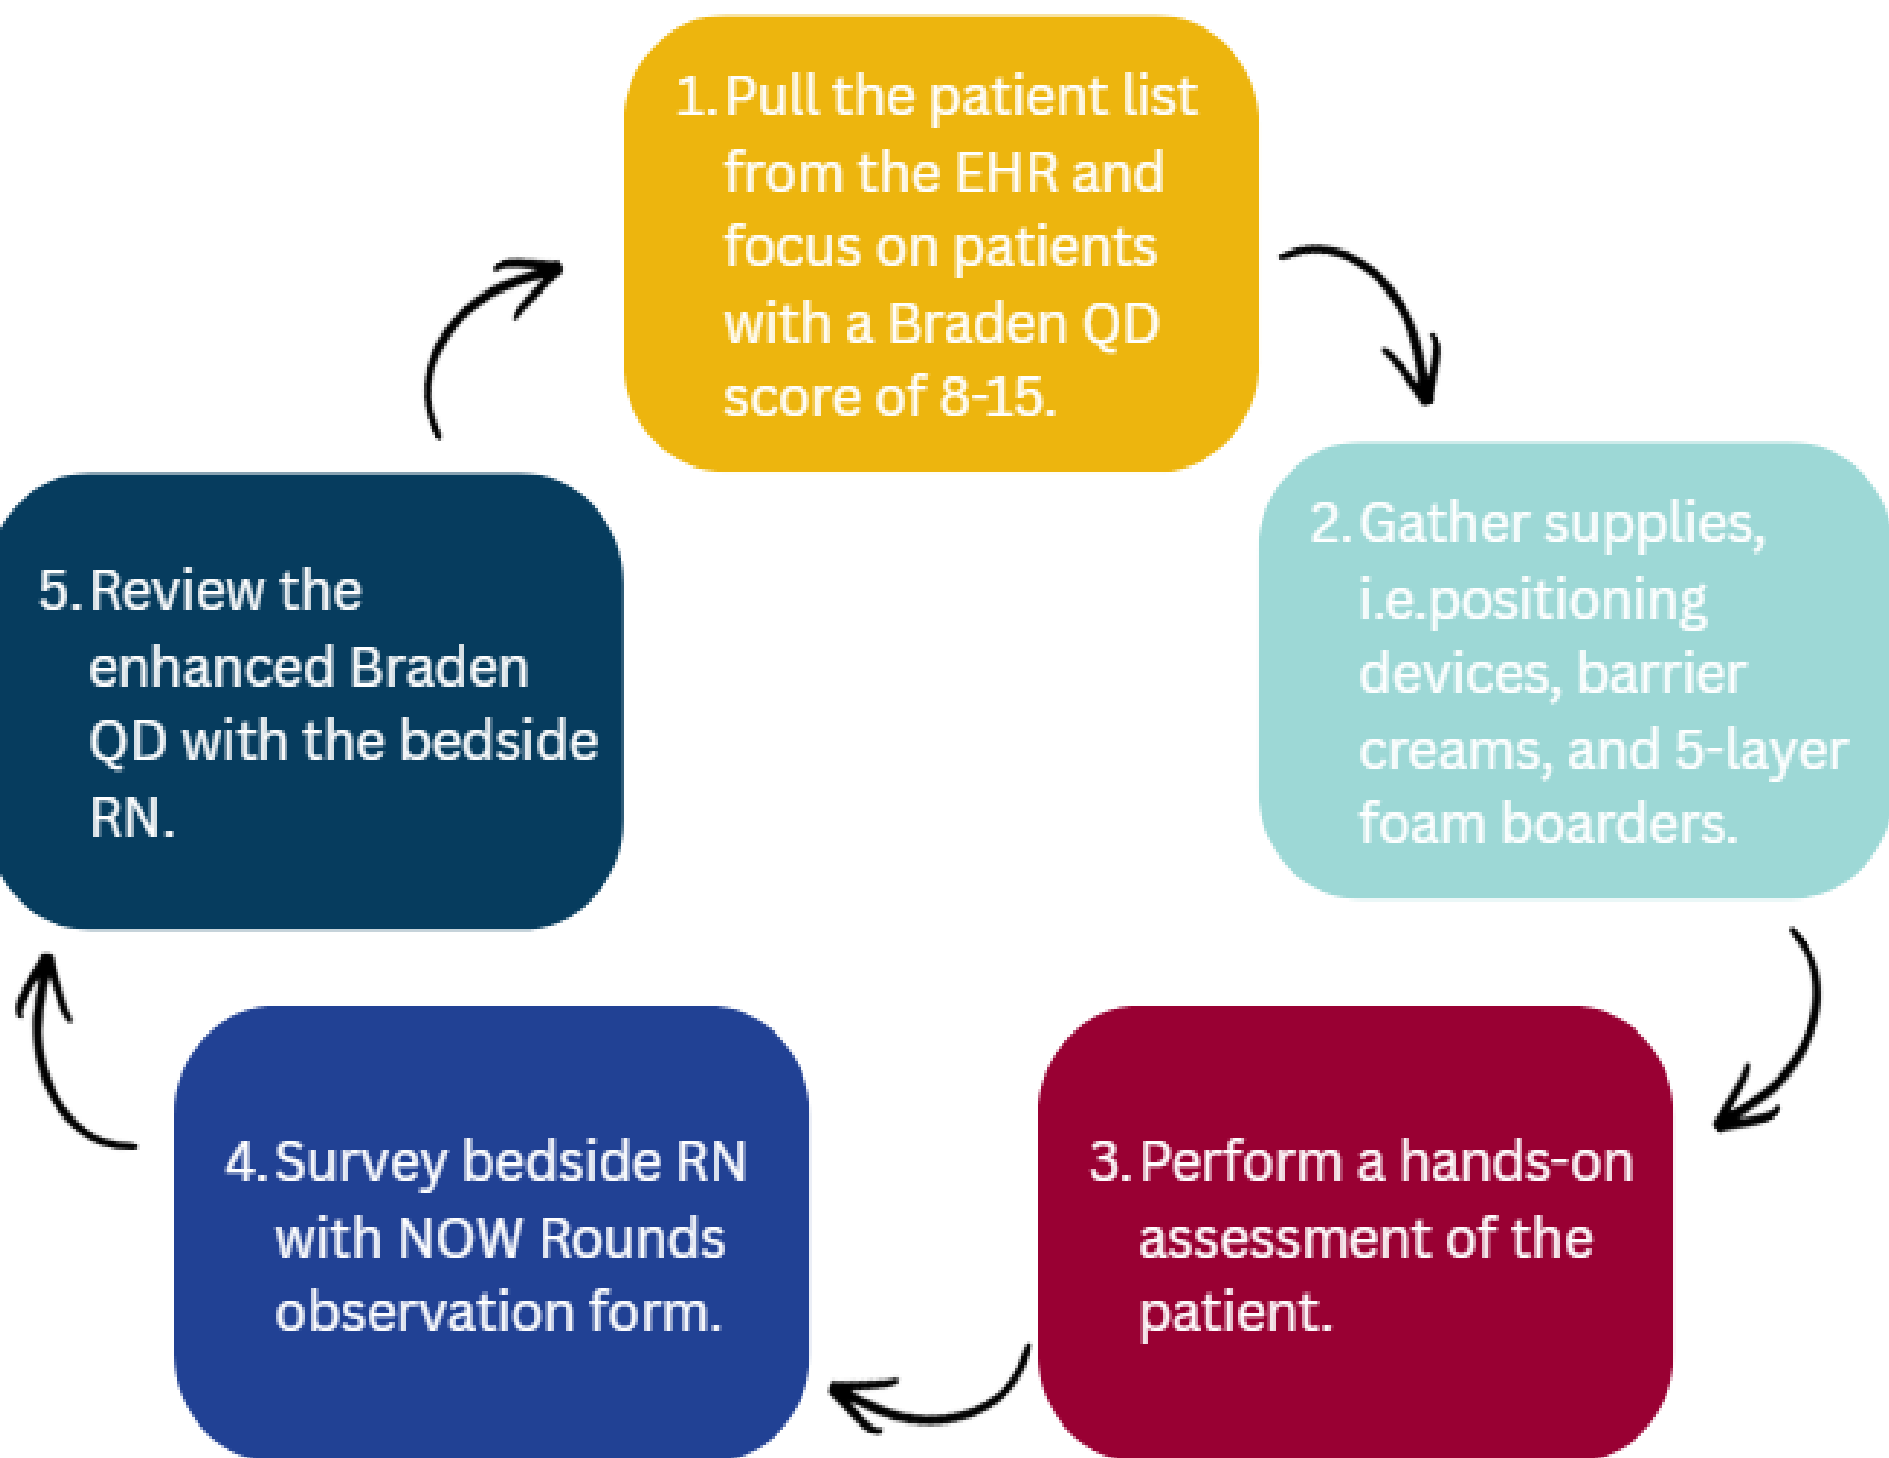 1. Pull the patient list
from the EHR and
focus on patients
with a Braden QD
score of 8-15.
2. Gather supplies,
i.e.positioning
devices, barrier
creams, and 5-layer
foam boarders.
3. Perform a hands-on
assessment of the
patient.
4. Survey bedside RN
with NOW Rounds
observation form.
5. Review the
enhanced Braden
QD with the bedside
RN.